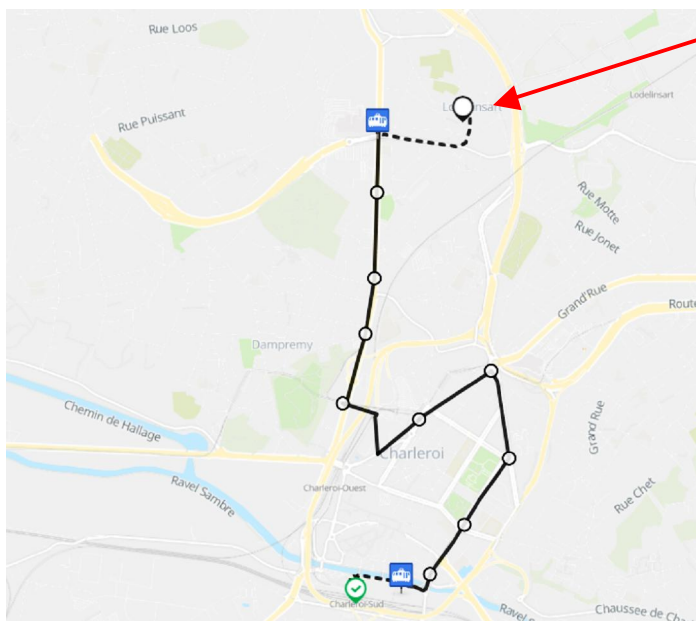 Rue Loos
Lodelinsart
Rue Puissant
Rue Motte
Rue Jonet
Grand'Rue
Route
Dampremy
Chemin de Hallage
Grand Rue
Charleroi
Ravel Sambre
Charleroi-Ouest
Rue Chet
Charleroi-Sud
Ravel
Chaussee de Cha